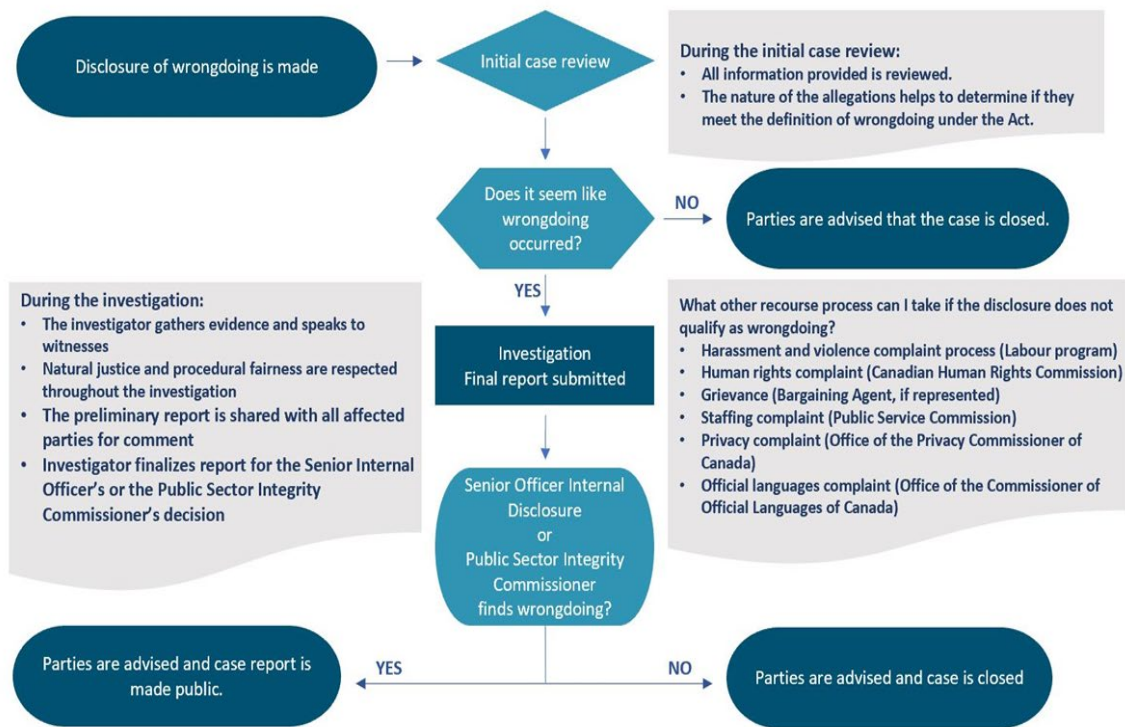 Disclosure of wrongdoing is made
Initial case review
During the initial case review:
• All information provided is reviewed.
• The nature of the allegations helps to determine if they
meet the definition of wrongdoing under the Act.
Does it seem like
wrongdoing
occurred?
NO
Parties are advised that the case is closed.
YES
During the investigation:
• The investigator gathers evidence and speaks to
witnesses
• Natural justice and procedural fairness are respected
throughout the investigation
• The preliminary report is shared with all affected
parties for comment
• Investigator finalizes report for the Senior Internal
Officer's or the Public Sector Integrity
Commissioner's decision
Investigation
Final report submitted
What other recourse process can I take if the disclosure does not
qualify as wrongdoing?
• Harassment and violence complaint process (Labour program)
• Human rights complaint (Canadian Human Rights Commission)
• Grievance (Bargaining Agent, if represented)
• Staffing complaint (Public Service Commission)
• Privacy complaint (Office of the Privacy Commissioner of
Canada)
• Official languages complaint (Office of the Commissioner of
Official Languages of Canada)
Senior Officer Internal
Disclosure
or
Public Sector Integrity
Commissioner
finds wrongdoing?
Parties are advised and case report is
made public.
YES
NO
Parties are advised and case is closed